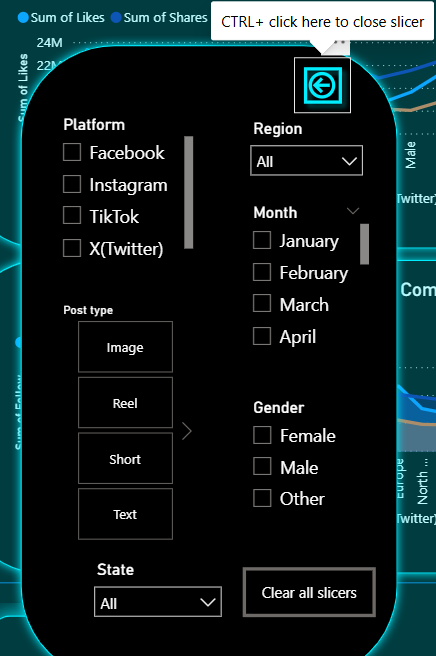 Sum of Likes Sum of Shares
CTRL+ click here to close slicer
24M
22M
Sum of Likes
Platform
Facebook
Instagram
TikTok
X(Twitter)
Region
All
Month
January
February
March
April
Male
Twitter)
Com
Post type
Image
Reel
Short
Text
Gender
Female
Male
Other
Sum of Follow
Europe
North ...
Twitter)
State
All
Clear all slicers